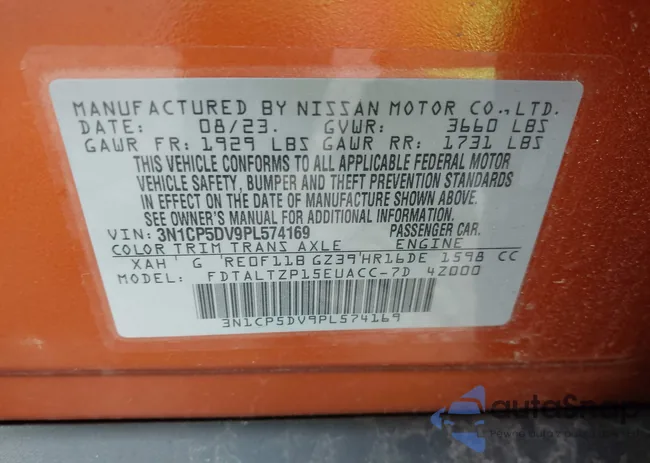 MANUFACTURED BY NISSAN MOTOR CO.,LTD.
DATE: 08/23. GVWR: 3660 LBS
GAWR FR: 1929 LBS GAWR RR: 1731 LBS
THIS VEHICLE CONFORMS TO ALL APPLICABLE FEDERAL MOTOR
VEHICLE SAFETY, BUMPER AND THEFT PREVENTION STANDARDS
IN EFFECT ON THE DATE OF MANUFACTURE SHOWN ABOVE.
SEE OWNER'S MANUAL FOR ADDITIONAL INFORMATION.
VIN: 3N1CP5DV9PL574169 PASSENGER CAR.
COLOR TRIM TRANS AXLE ENGINE
XAH G RE0F11B GZ39 HR16DE 1598 CC
FDTALTZP15EUACC-7D 4Z000
3N1CP5DV9PL574169
autoSnap